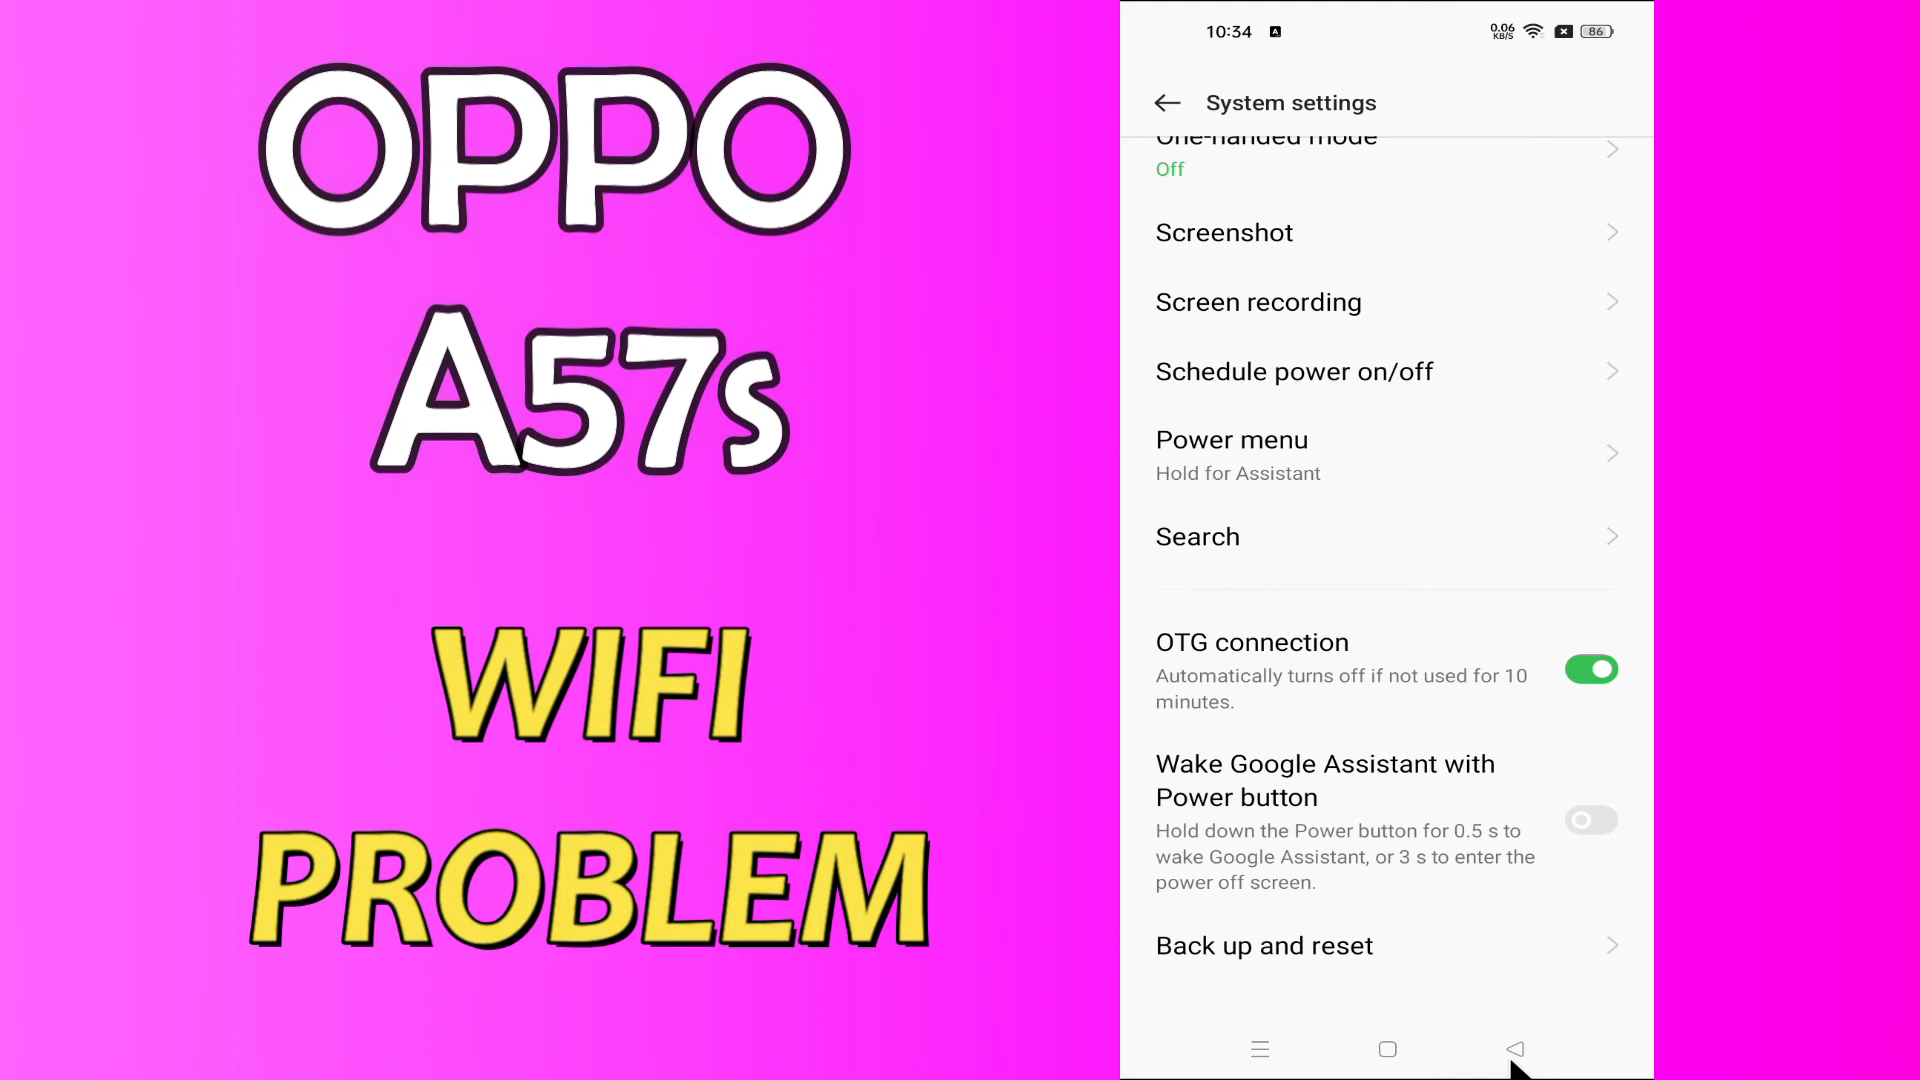 OPPO
A57s
WIFI
PROBLEM
10:34
A
0.06
KB/S
86
System settings
One-handed mode
Off
Screenshot
Screen recording
Schedule power on/off
Power menu
Hold for Assistant
Search
OTG connection
Automatically turns off if not used for 10
minutes.
Wake Google Assistant with
Power button
Hold down the Power button for 0.5 s to
wake Google Assistant, or 3 s to enter the
power off screen.
Back up and reset